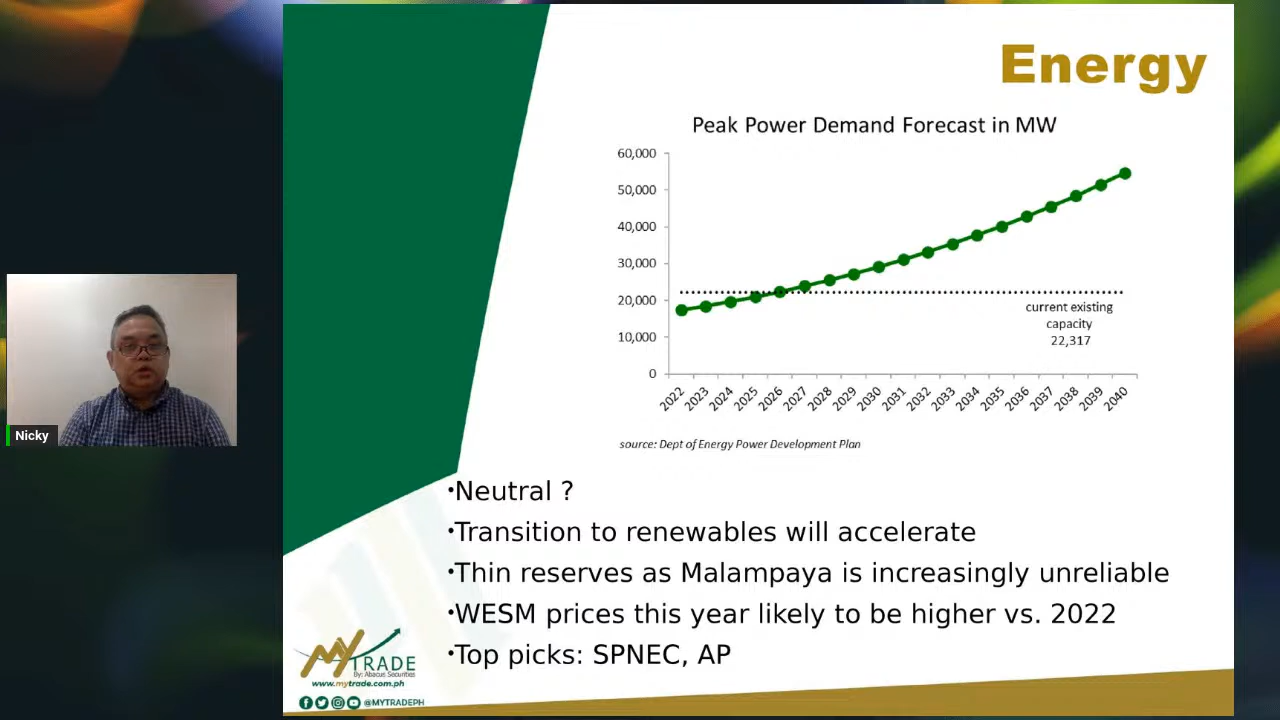 Energy
Peak Power Demand Forecast in MW
60,000
50,000
40,000
30,000
20,000
10,000
0
current existing
capacity
22,317
2022 2023 2024 2025 2026 2027 2028 2029 2030 2031 2032 2033 2034 2035 2036 2037 2038 2039 2040
source: Dept of Energy Power Development Plan
Nicky
•Neutral ?
•Transition to renewables will accelerate
•Thin reserves as Malampaya is increasingly unreliable
•WESM prices this year likely to be higher vs. 2022
•Top picks: SPNEC, AP
MYTRADE
By: Abacus Securities
www.mytrade.com.ph
@MYTRADEPH